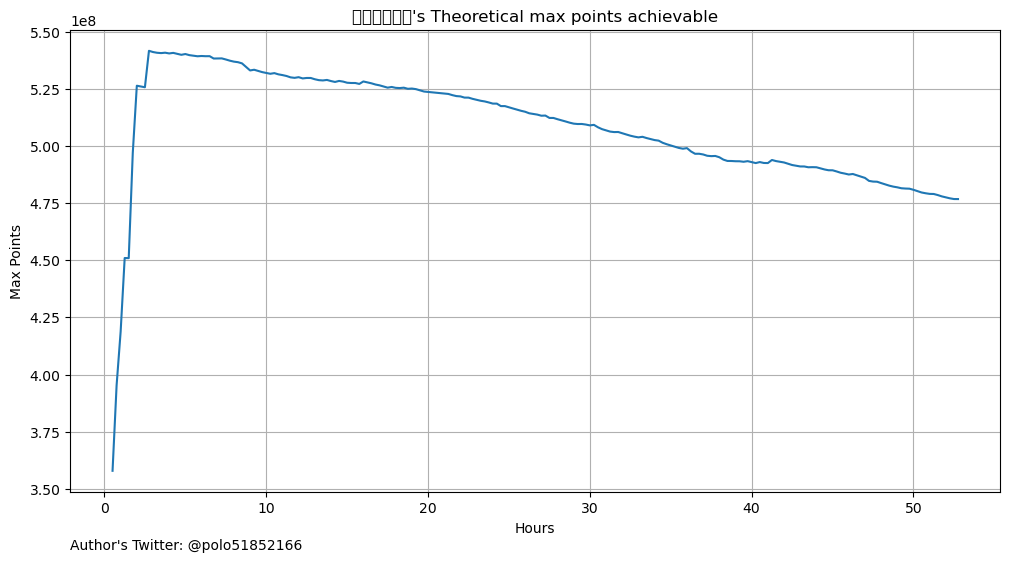 's Theoretical max points achievable
1e8
5.50
5.25
5.00
4.75
4.50
4.25
4.00
3.75
3.50
Max Points
0 10 20 30 40 50
Hours
Author's Twitter: @polo51852166